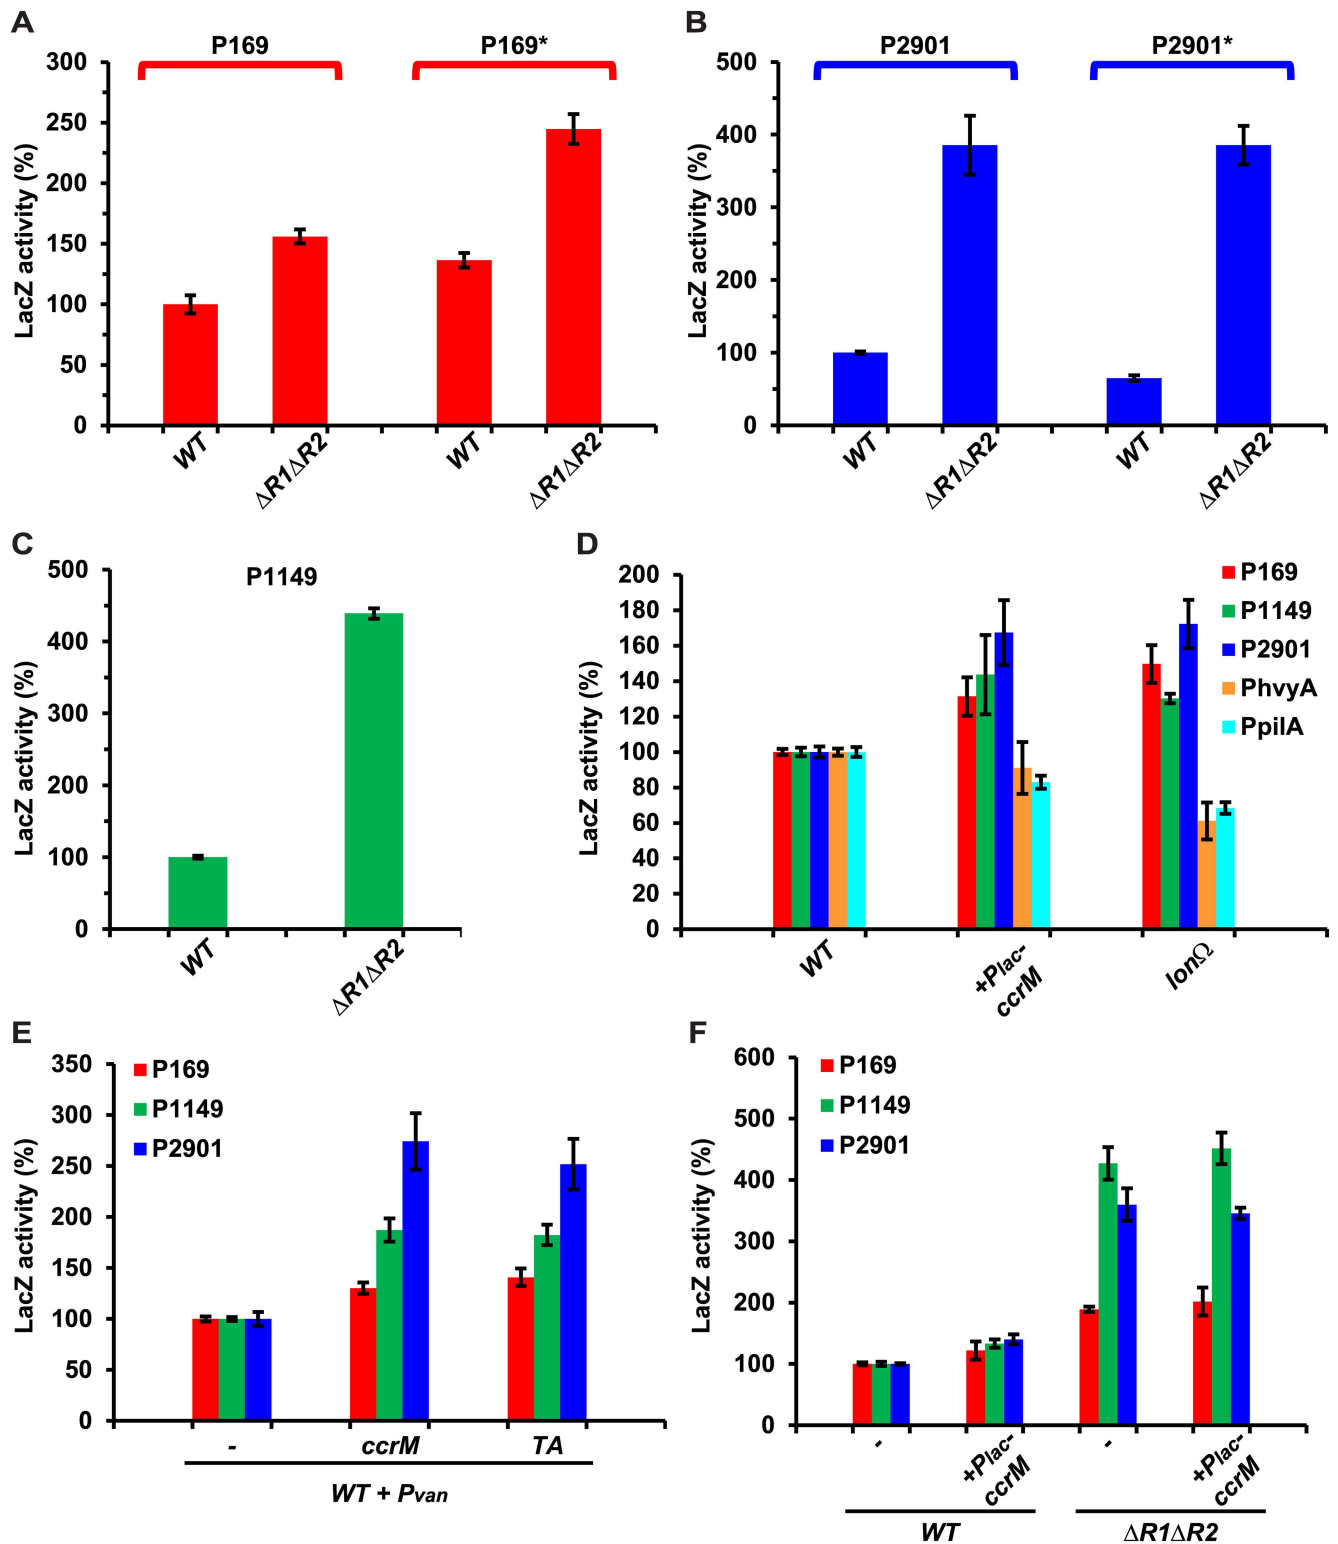 A
P169
P169*
LacZ activity (%)
300
250
200
150
100
50
0
WT
ΔR1ΔR2
WT
ΔR1ΔR2
B
P2901
P2901*
LacZ activity (%)
500
400
300
200
100
0
WT
ΔR1ΔR2
WT
ΔR1ΔR2
C
P1149
LacZ activity (%)
500
400
300
200
100
0
WT
ΔR1ΔR2
D
LacZ activity (%)
200
180
160
140
120
100
80
60
40
20
0
P169
P1149
P2901
PhvyA
PpilA
WT
+Plac-
ccrM
lonΩ
E
LacZ activity (%)
350
300
250
200
150
100
50
0
P169
P1149
P2901
-
ccrM
TA
WT + Pvan
F
LacZ activity (%)
600
500
400
300
200
100
0
P169
P1149
P2901
-
+Plac-
ccrM
-
+Plac-
ccrM
WT
ΔR1ΔR2